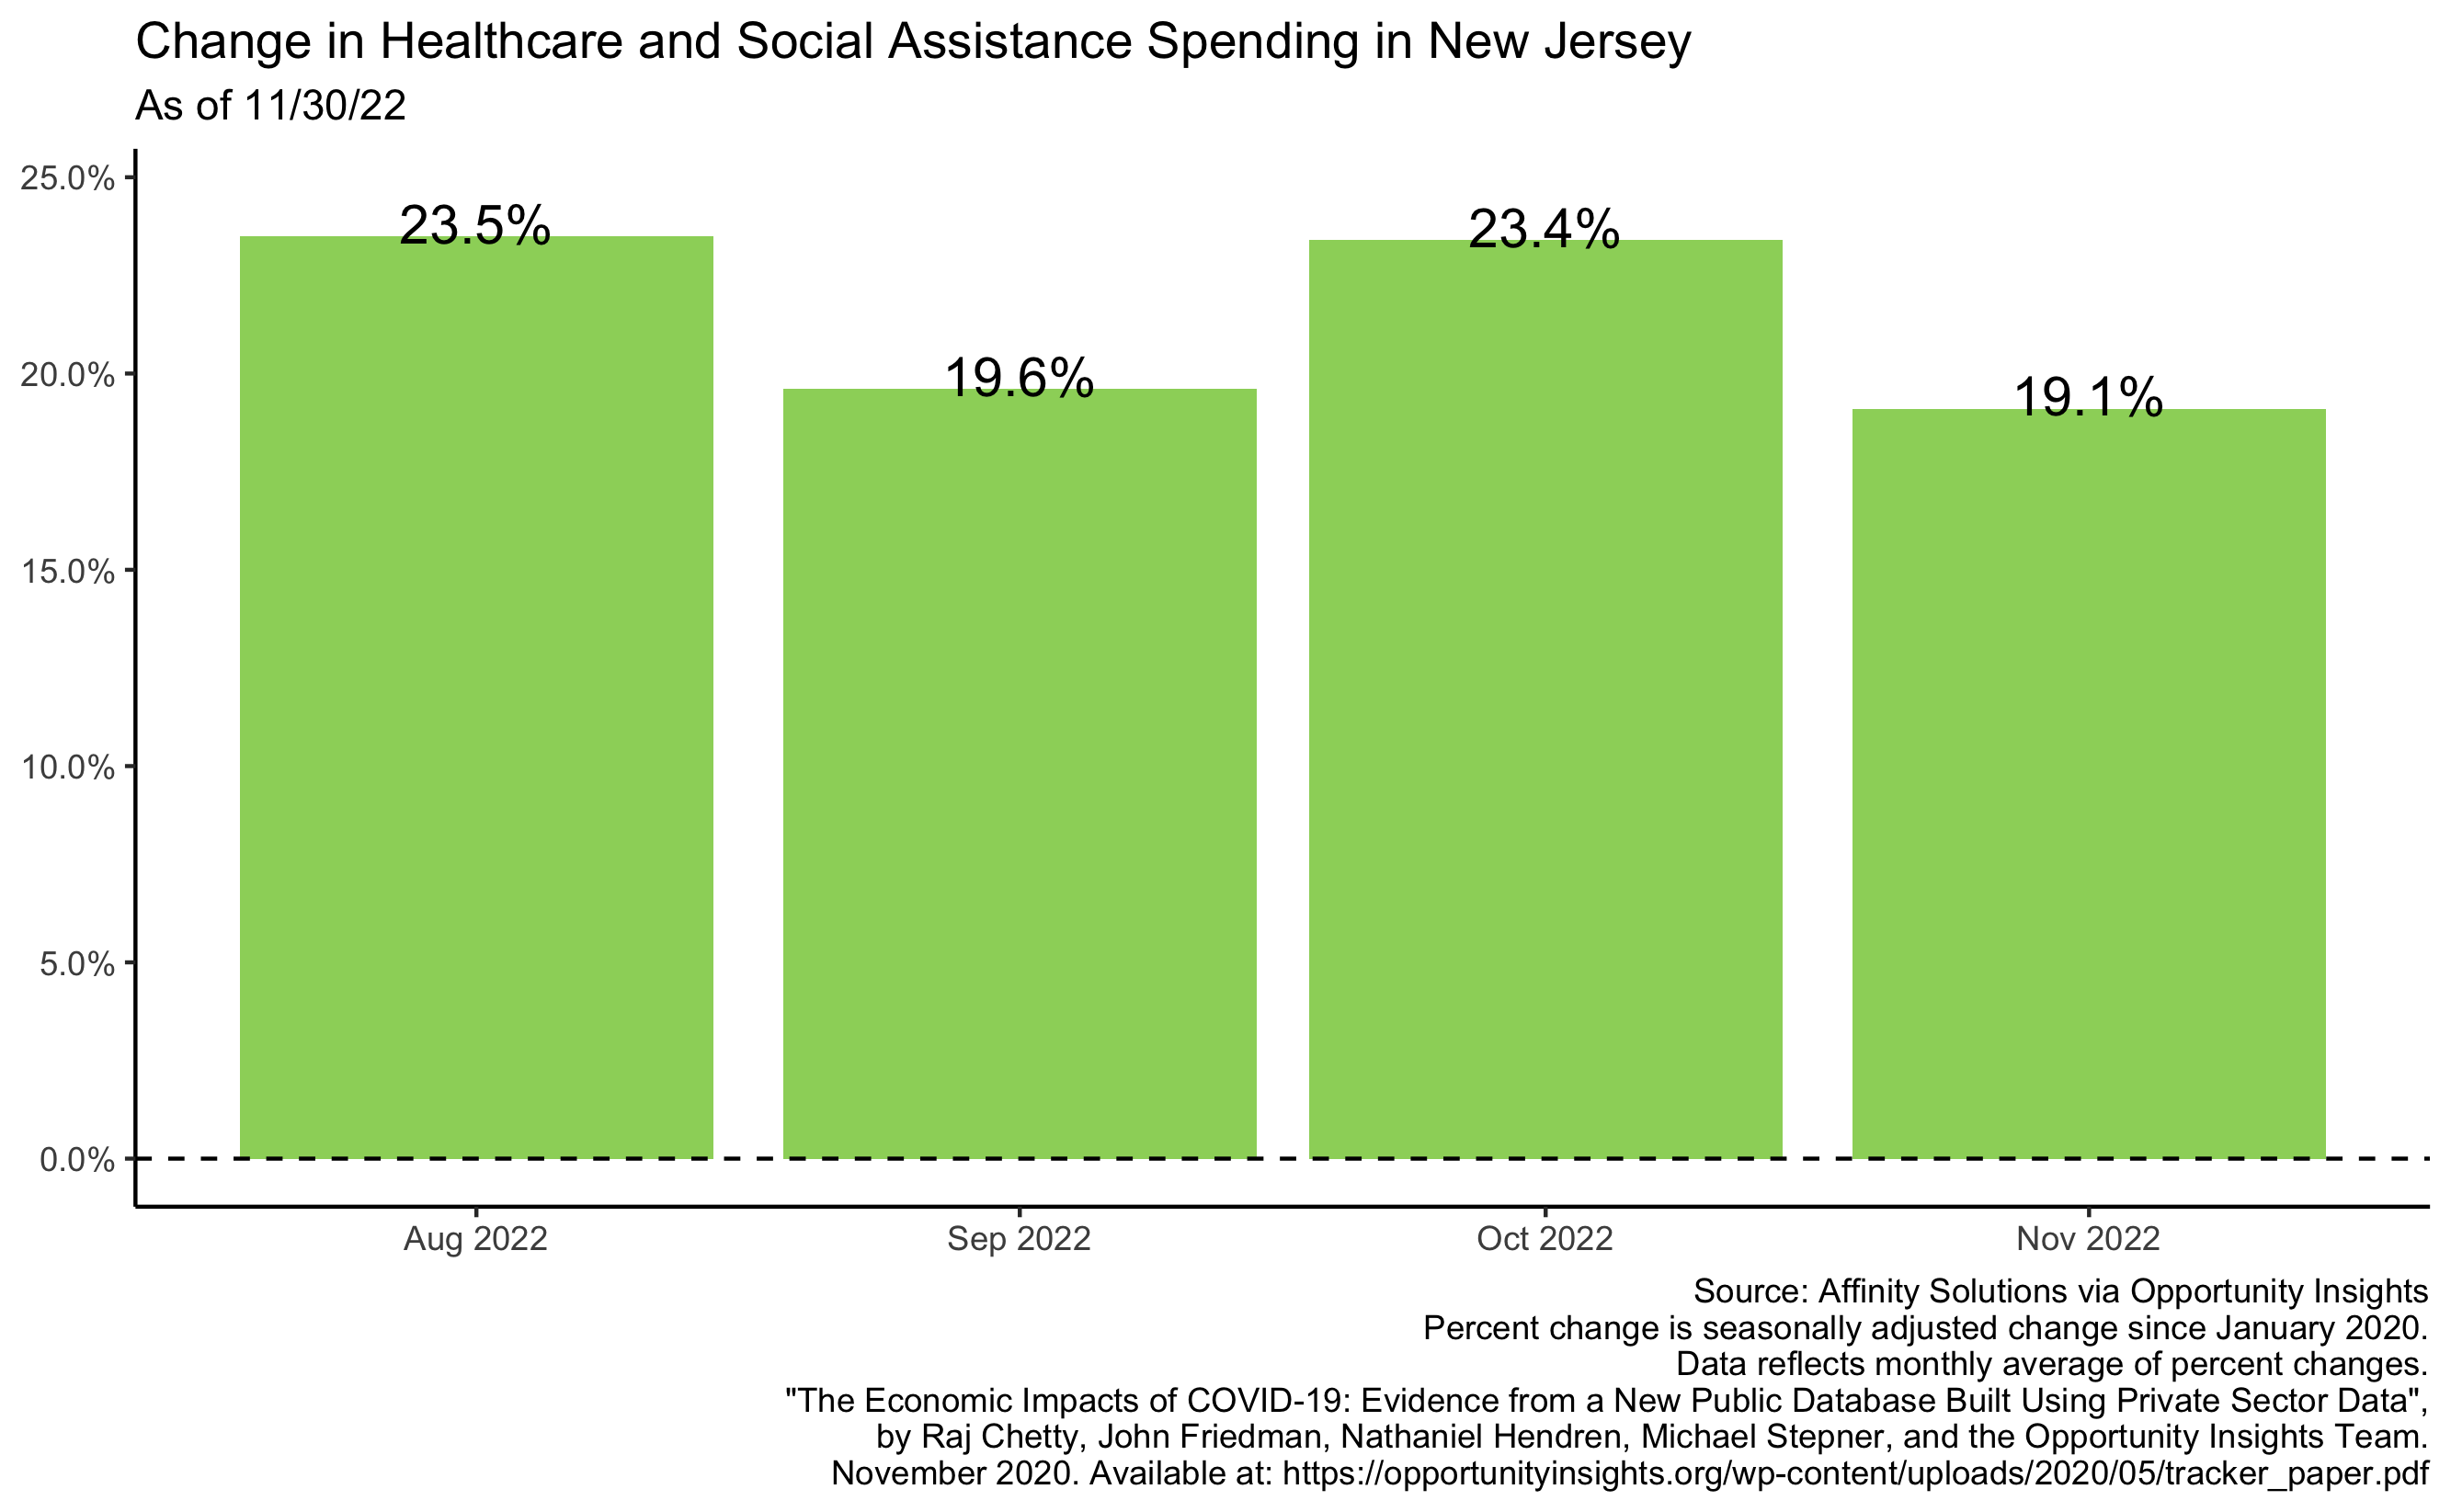 Change in Healthcare and Social Assistance Spending in New Jersey
As of 11/30/22
25.0%
20.0%
15.0%
10.0%
5.0%
0.0%
23.5%
19.6%
23.4%
19.1%
Aug 2022
Sep 2022
Oct 2022
Nov 2022
Source: Affinity Solutions via Opportunity Insights
Percent change is seasonally adjusted change since January 2020.
Data reflects monthly average of percent changes.
"The Economic Impacts of COVID-19: Evidence from a New Public Database Built Using Private Sector Data",
by Raj Chetty, John Friedman, Nathaniel Hendren, Michael Stepner, and the Opportunity Insights Team.
November 2020. Available at: https://opportunityinsights.org/wp-content/uploads/2020/05/tracker_paper.pdf